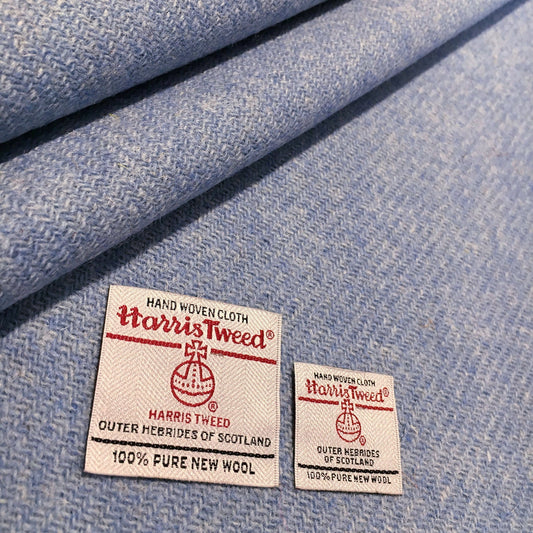 HAND WOVEN CLOTH
Harris Tweed®
®
HARRIS TWEED
OUTER HEBRIDES OF SCOTLAND
100% PURE NEW WOOL
HAND WOVEN CLOTH
Harris Tweed®
®
OUTER HEBRIDES
OF SCOTLAND
100% PURE NEW WOOL